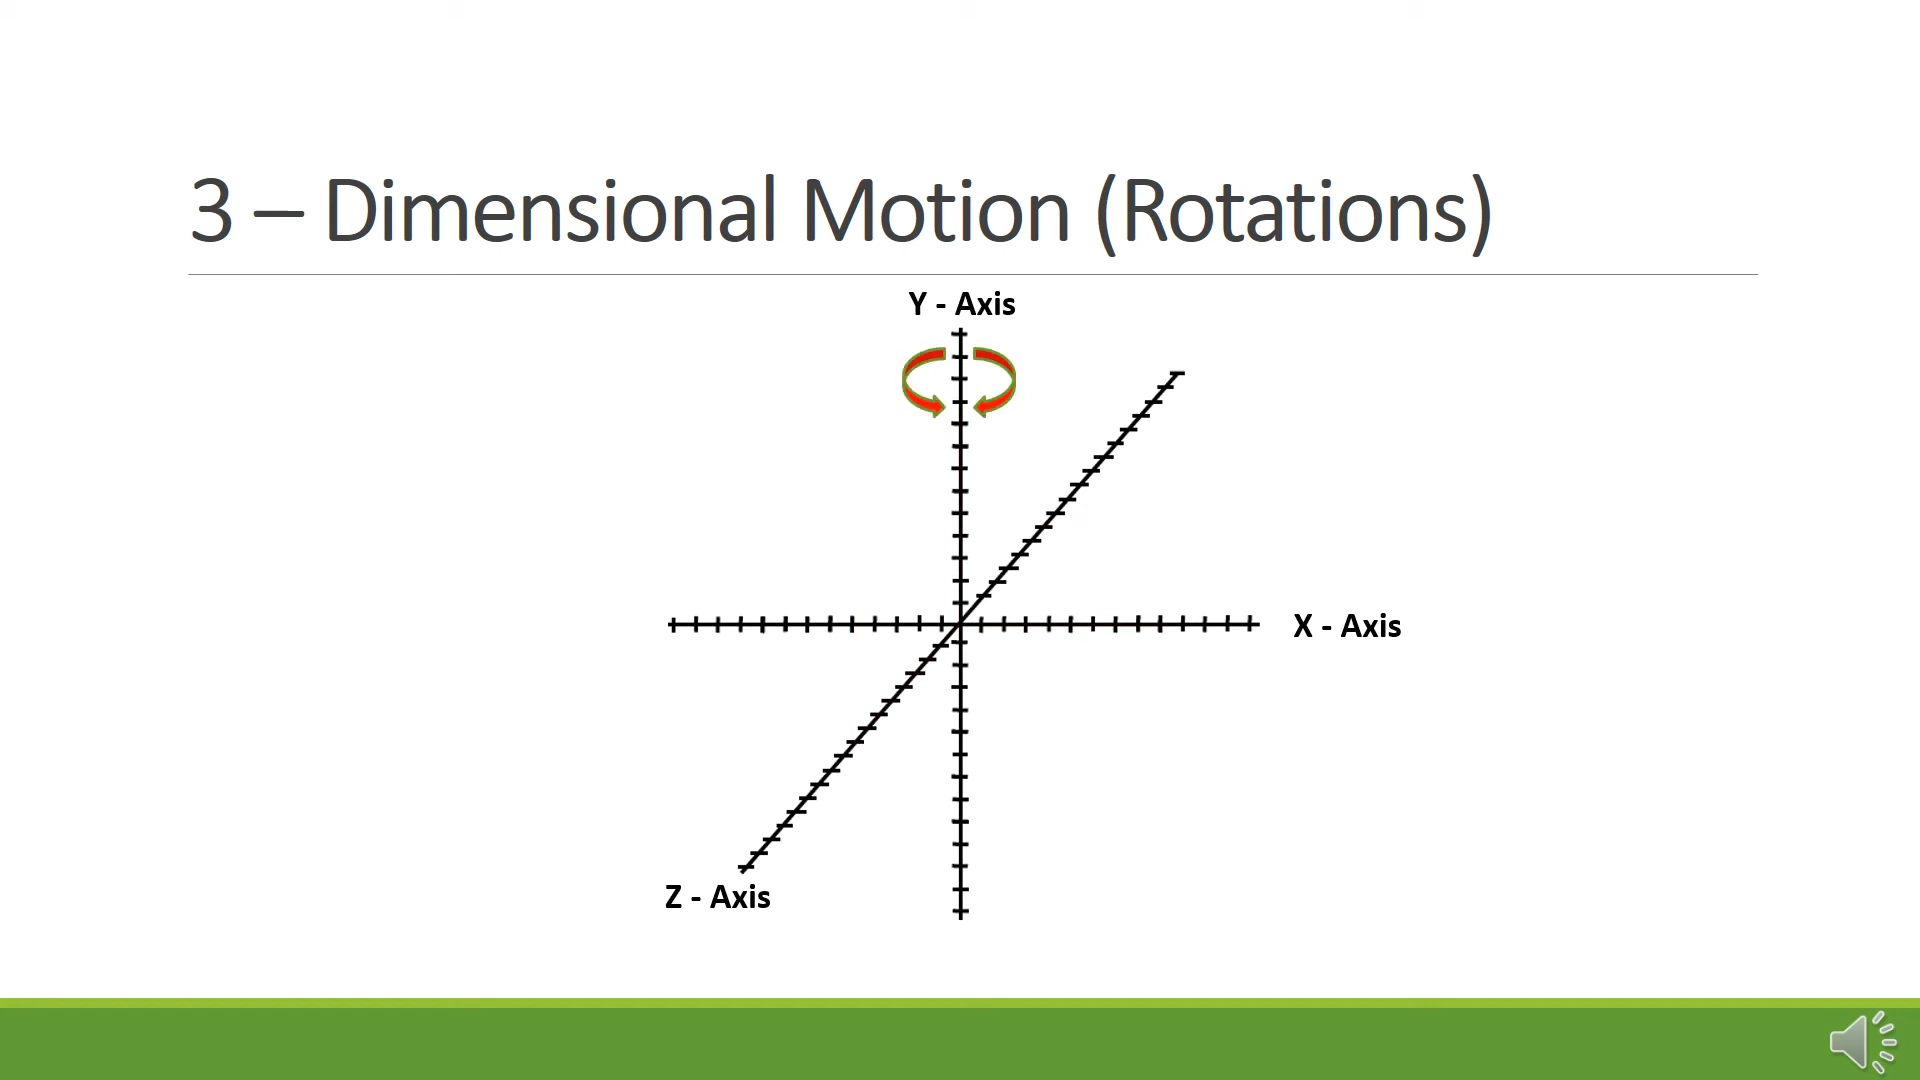 3 – Dimensional Motion (Rotations)
Y - Axis
X - Axis
Z - Axis